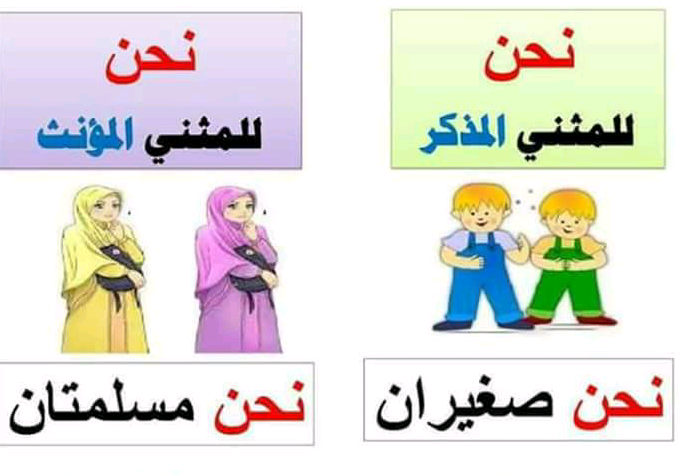 نحن
للمثني المذكر
نحن صغيران
نحن
للمثني المؤنث
نحن مسلمتان